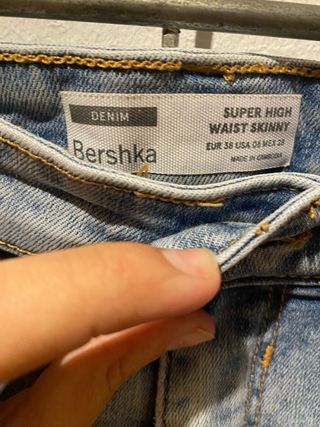 DENIM
Bershka
SUPER HIGH
WAIST SKINNY
EUR 38 USA 06 MEX 28
MADE IN CAMBODIA